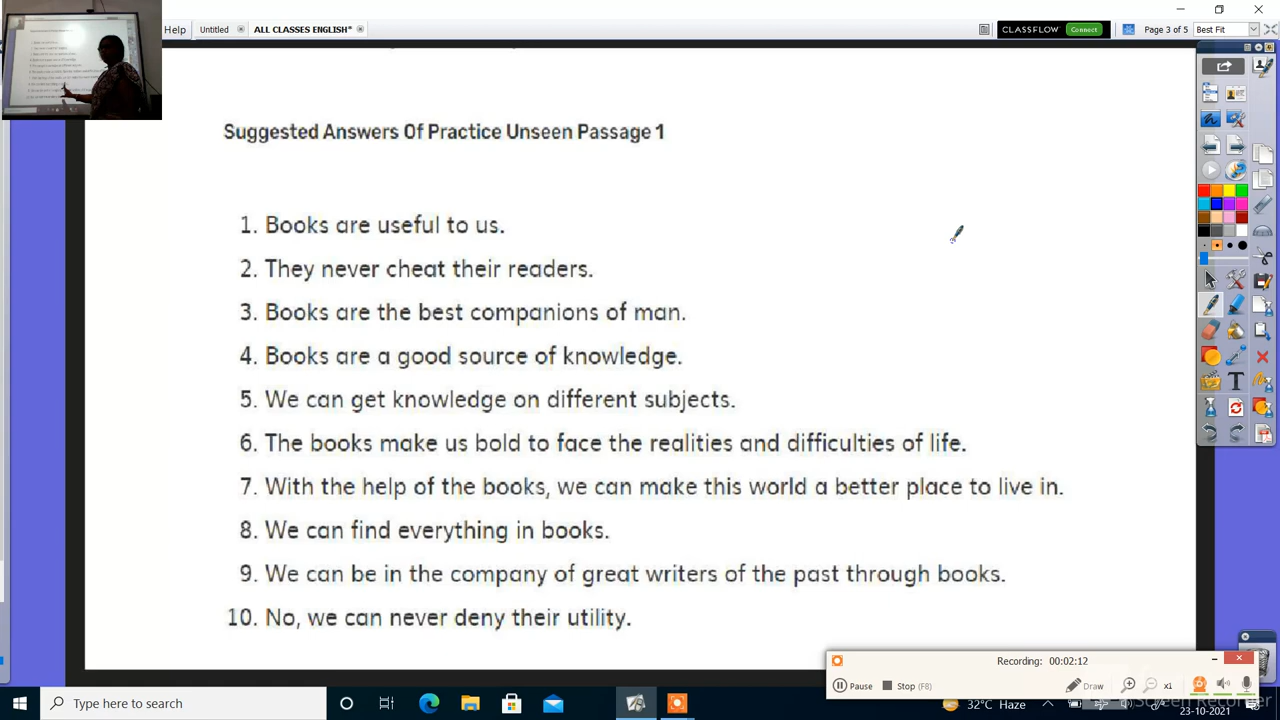 Help
Untitled
ALL CLASSES ENGLISH*
CLASSFLOW
Connect
Page 3 of 5
Best Fit
Suggested Answers Of Practice Unseen Passage 1
1. Books are useful to us.
2. They never cheat their readers.
3. Books are the best companions of man.
4. Books are a good source of knowledge.
5. We can get knowledge on different subjects.
6. The books make us bold to face the realities and difficulties of life.
7. With the help of the books, we can make this world a better place to live in.
8. We can find everything in books.
9. We can be in the company of great writers of the past through books.
10. No, we can never deny their utility.
Recording: 00:02:12
Pause
Stop (F8)
x1
Draw
Type here to search
32°C Haze
23-10-2021